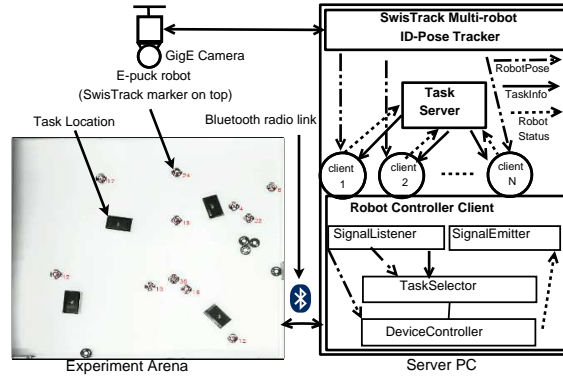 GigE Camera
E-puck robot
(SwisTrack marker on top)
Task Location
Bluetooth radio link
Experiment Arena
SwisTrack Multi-robot
ID-Pose Tracker
RobotPose
TaskInfo
Robot
Status
Task
Server
client
1
client
2
client
N
Robot Controller Client
SignalListener
SignalEmitter
TaskSelector
DeviceController
Server PC